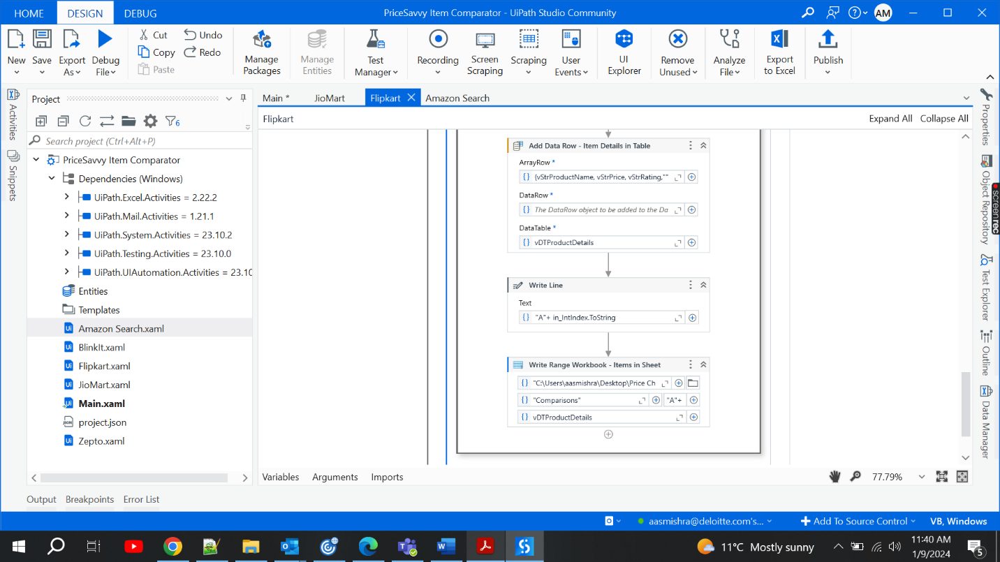 HOME DESIGN DEBUG PriceSavvy Item Comparator - UiPath Studio Community AM
New Save Export As Debug File Cut Copy Paste Undo Redo Manage Packages Manage Entities Test Manager Recording Screen Scraping Scraping User Events UI Explorer Remove Unused Analyze File Export to Excel Publish
Activities
Snippets
Project
6
Search project (Ctrl+Alt+P)
PriceSavvy Item Comparator
Dependencies (Windows)
UiPath.Excel.Activities = 2.22.2
UiPath.Mail.Activities = 1.21.1
UiPath.System.Activities = 23.10.2
UiPath.Testing.Activities = 23.10.0
UiPath.UIAutomation.Activities = 23.10
Entities
Templates
Amazon Search.xaml
BlinkIt.xaml
Flipkart.xaml
JioMart.xaml
Main.xaml
JSON project.json
Zepto.xaml
Main * JioMart Flipkart Amazon Search
Flipkart Expand All Collapse All
Add Data Row - Item Details in Table
ArrayRow *
{vStrProductName, vStrPrice, vStrRating,""
DataRow *
The DataRow object to be added to the Da
DataTable *
vDTProductDetails
Write Line
Text
"A"+ in_IntIndex.ToString
Write Range Workbook - Items in Sheet
"C:\Users\aasmishra\Desktop\Price Ch
"Comparisons" "A"+
vDTProductDetails
Variables Arguments Imports 77.79%
Properties
Object Repository
Test Explorer
Outline
Data Manager
screenrec
Output Breakpoints Error List
aasmishra@deloitte.com's... Add To Source Control VB, Windows
11°C Mostly sunny 11:40 AM
1/9/2024 5